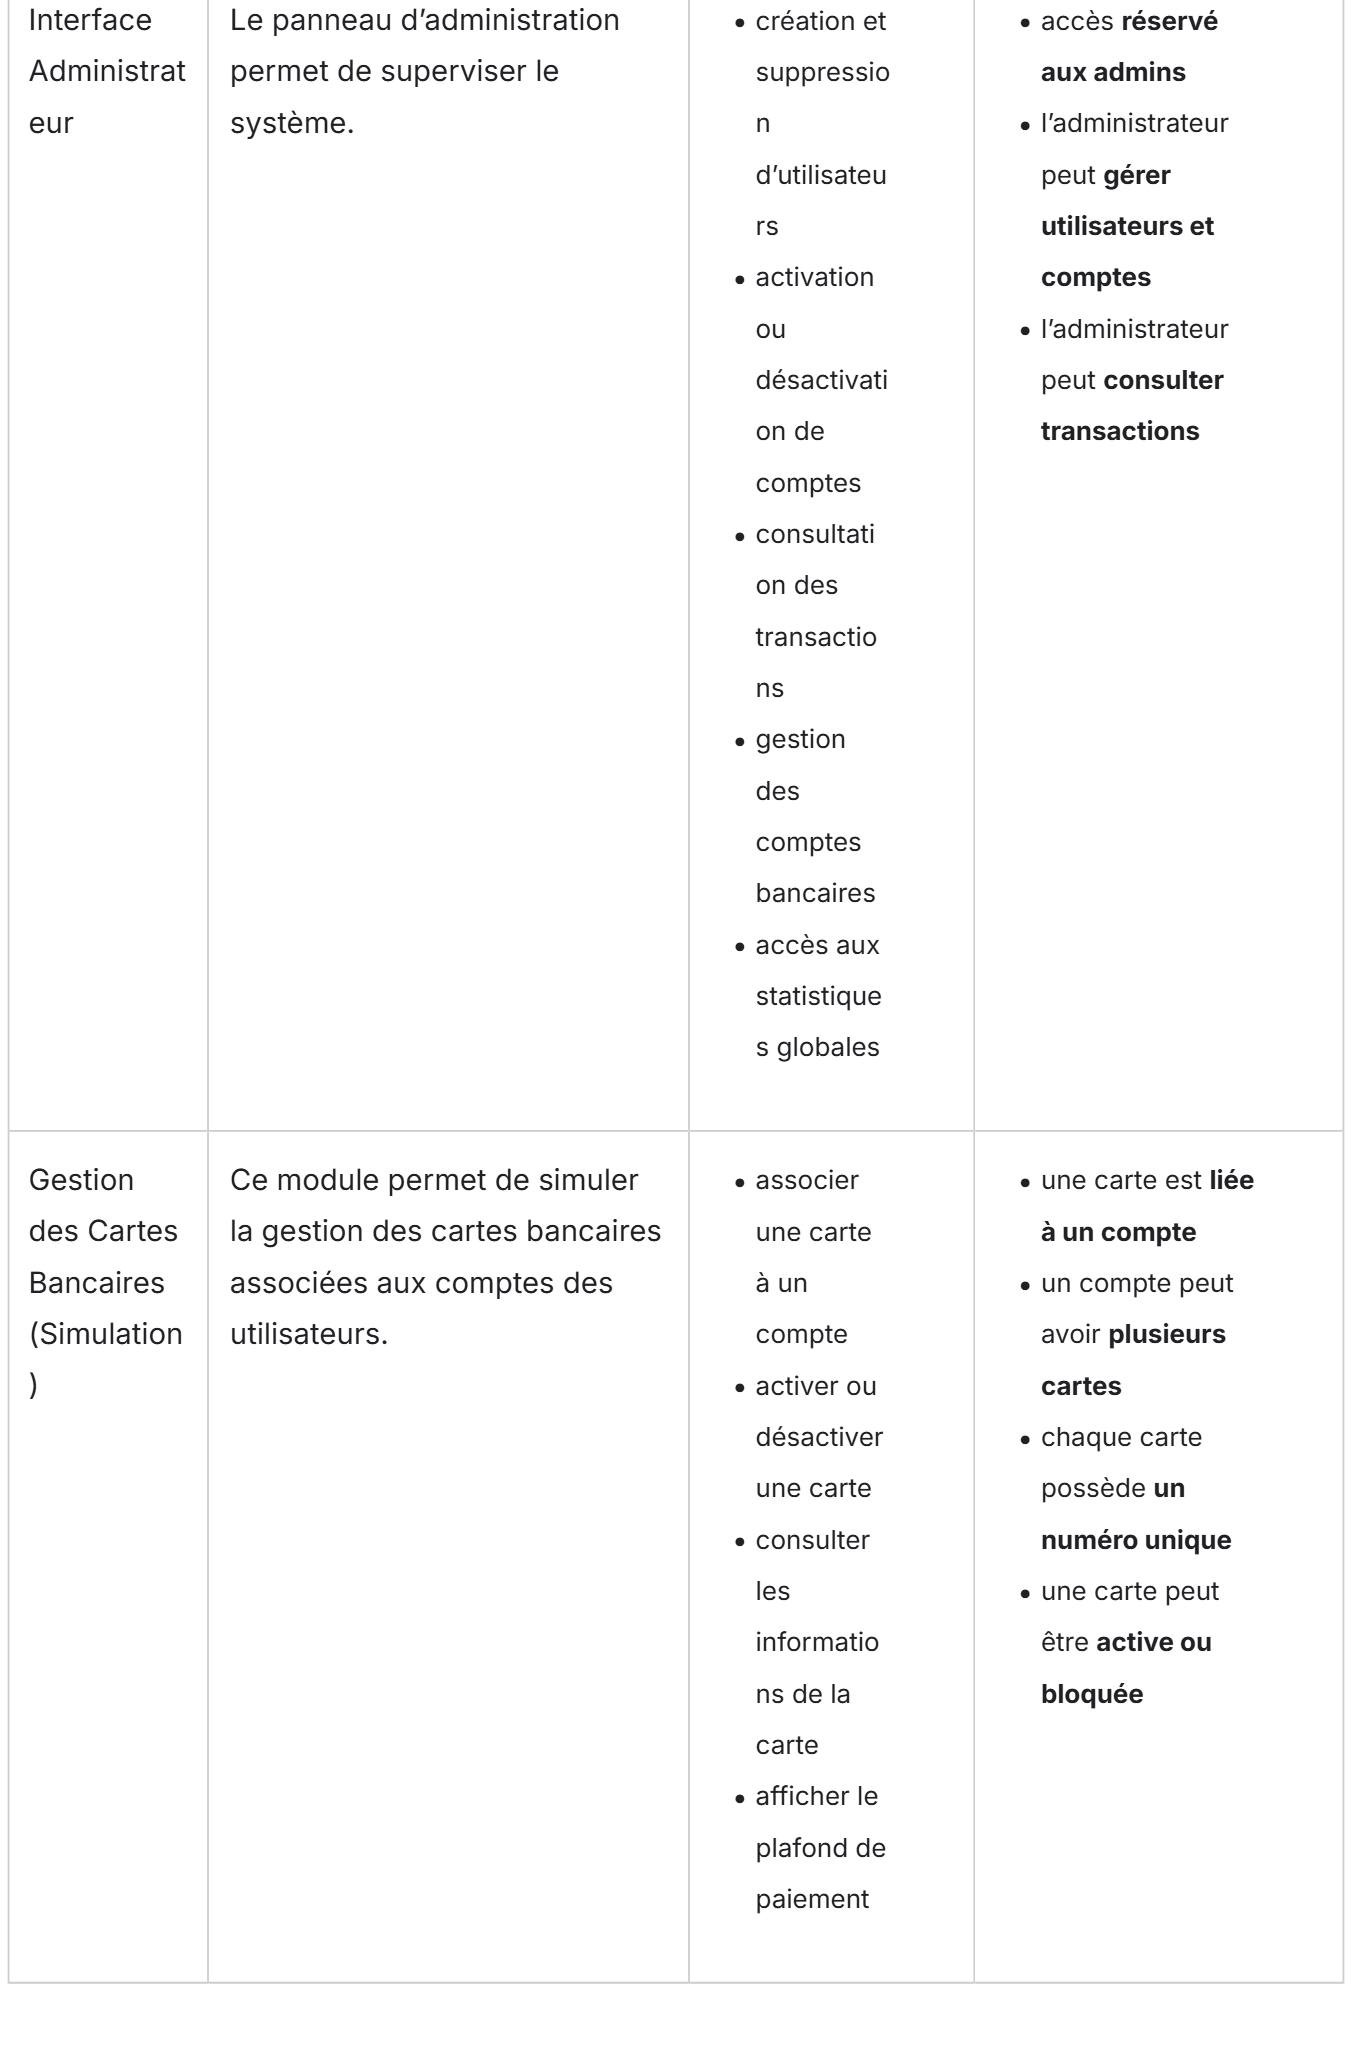 Interface
Administrat
eur
Le panneau d’administration
permet de superviser le
système.
• création et
suppressio
n
d’utilisateu
rs
• activation
ou
désactivati
on de
comptes
• consultati
on des
transactio
ns
• gestion
des
comptes
bancaires
• accès aux
statistique
s globales
• accès réservé
aux admins
• l’administrateur
peut gérer
utilisateurs et
comptes
• l’administrateur
peut consulter
transactions
Gestion
des Cartes
Bancaires
(Simulation
)
Ce module permet de simuler
la gestion des cartes bancaires
associées aux comptes des
utilisateurs.
• associer
une carte
à un
compte
• activer ou
désactiver
une carte
• consulter
les
informatio
ns de la
carte
• afficher le
plafond de
paiement
• une carte est liée
à un compte
• un compte peut
avoir plusieurs
cartes
• chaque carte
possède un
numéro unique
• une carte peut
être active ou
bloquée